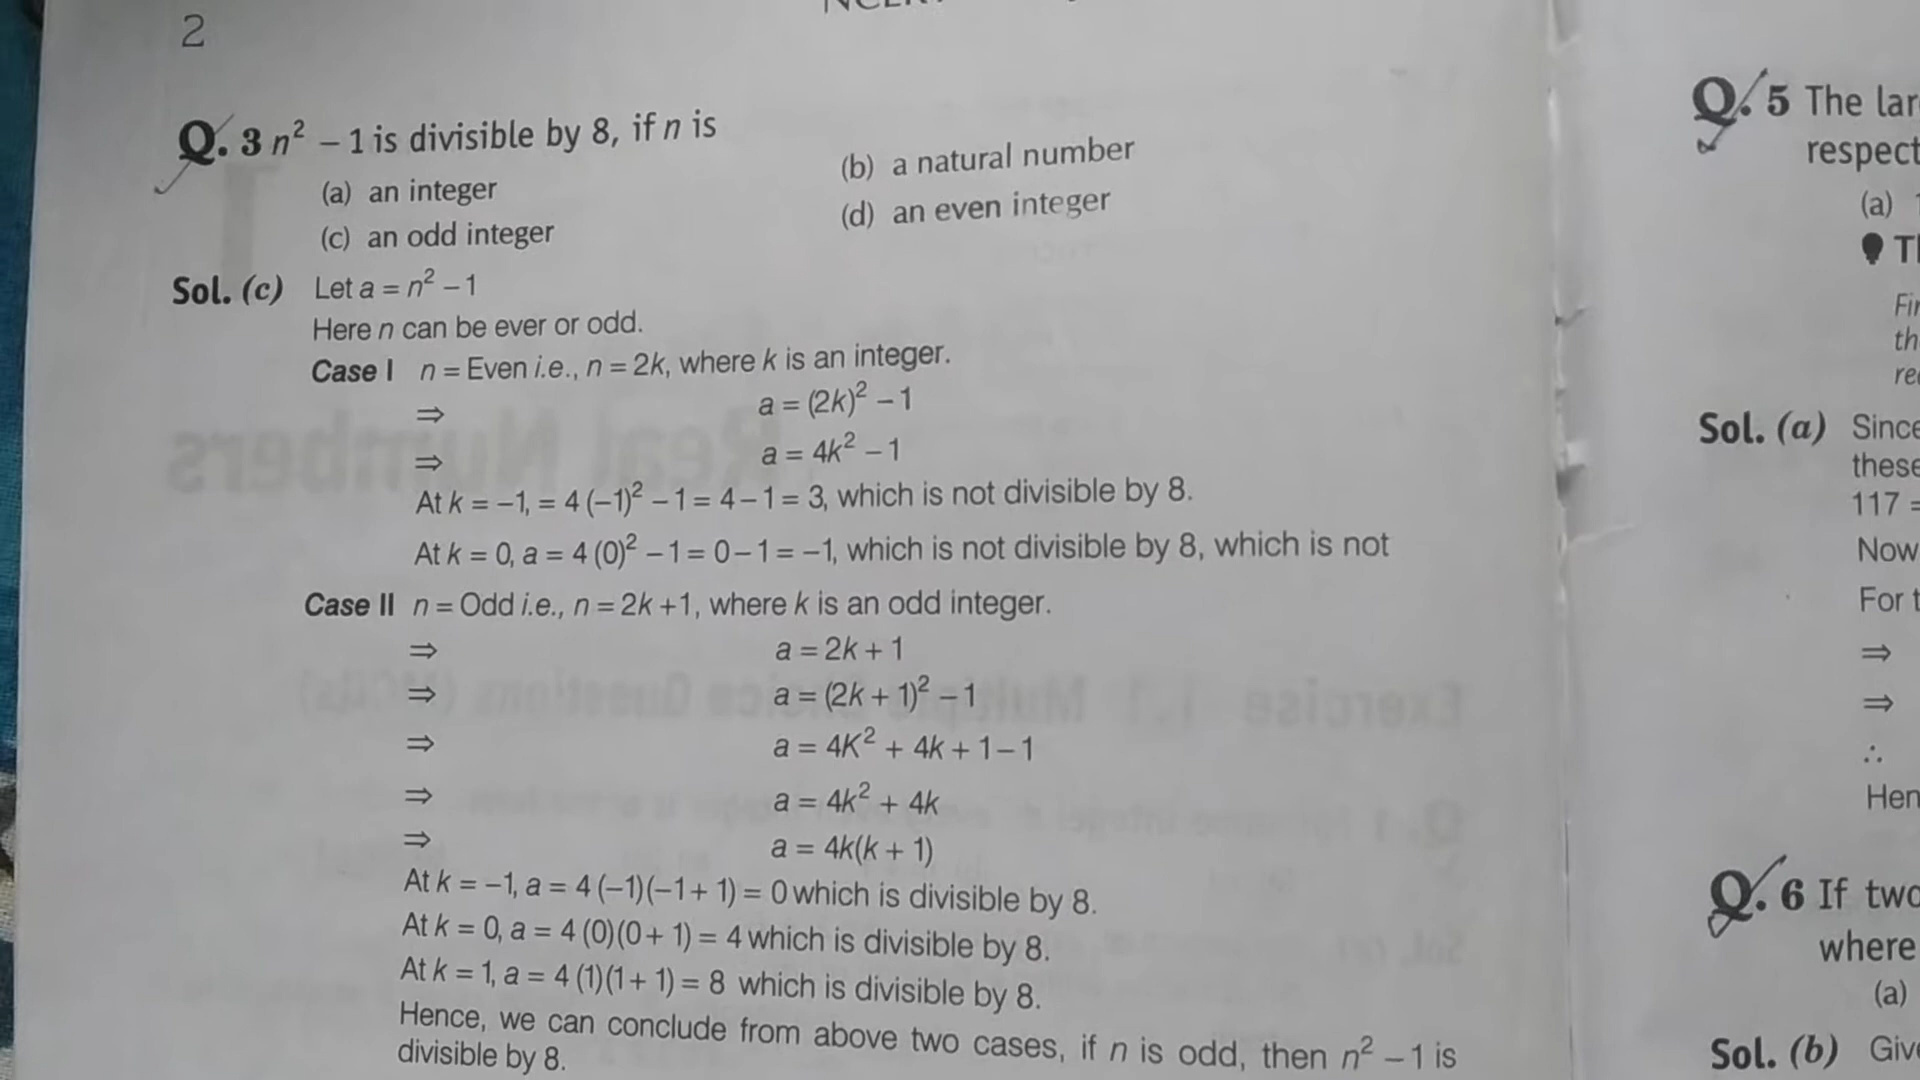 2
Q. 3 n² – 1 is divisible by 8, if n is
(a) an integer
(b) a natural number
(c) an odd integer
(d) an even integer
Sol. (c) Let a = n² – 1
Here n can be ever or odd.
Case I n = Even i.e., n = 2k, where k is an integer.
⇒ a = (2k)² – 1
⇒ a = 4k² – 1
At k = –1, = 4 (–1)² – 1 = 4 – 1 = 3, which is not divisible by 8.
At k = 0, a = 4 (0)² – 1 = 0 – 1 = –1, which is not divisible by 8, which is not
Case II n = Odd i.e., n = 2k + 1, where k is an odd integer.
⇒ a = 2k + 1
⇒ a = (2k + 1)² – 1
⇒ a = 4K² + 4k + 1 – 1
⇒ a = 4k² + 4k
⇒ a = 4k(k + 1)
At k = –1, a = 4 (–1)(–1 + 1) = 0 which is divisible by 8.
At k = 0, a = 4 (0)(0 + 1) = 4 which is divisible by 8.
At k = 1, a = 4 (1)(1 + 1) = 8 which is divisible by 8.
Hence, we can conclude from above two cases, if n is odd, then n² – 1 is
divisible by 8.
Q. 5 The
respect
(a)
Sol. (a) Since
these
117 =
Now
For
⇒
⇒
∴
Q. 6 If two
where
(a)
Sol. (b)